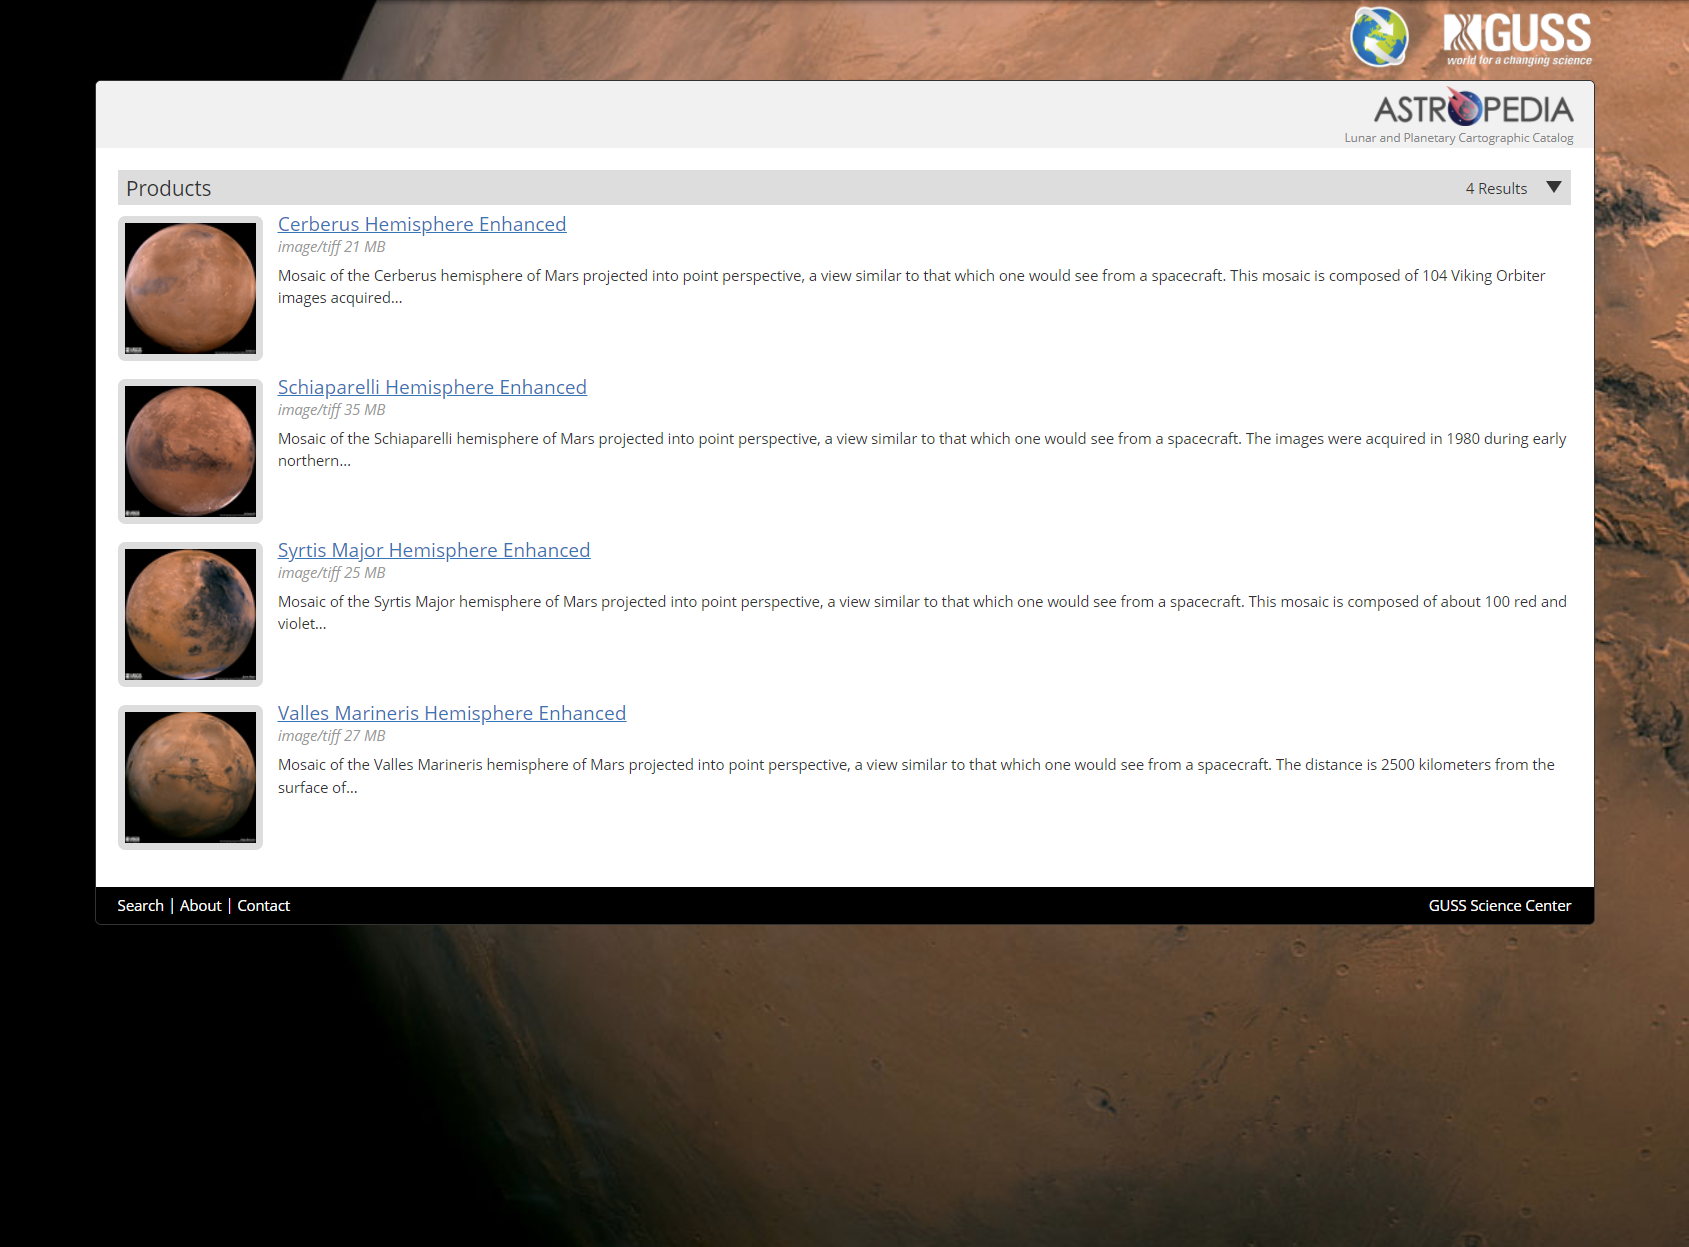 GUSS
world for a changing science
ASTROPEDIA
Lunar and Planetary Cartographic Catalog
Products
4 Results
Cerberus Hemisphere Enhanced
image/tiff 21 MB
Mosaic of the Cerberus hemisphere of Mars projected into point perspective, a view similar to that which one would see from a spacecraft. This mosaic is composed of 104 Viking Orbiter
images acquired...
Schiaparelli Hemisphere Enhanced
image/tiff 35 MB
Mosaic of the Schiaparelli hemisphere of Mars projected into point perspective, a view similar to that which one would see from a spacecraft. The images were acquired in 1980 during early
northern...
Syrtis Major Hemisphere Enhanced
image/tiff 25 MB
Mosaic of the Syrtis Major hemisphere of Mars projected into point perspective, a view similar to that which one would see from a spacecraft. This mosaic is composed of about 100 red and
violet...
Valles Marineris Hemisphere Enhanced
image/tiff 27 MB
Mosaic of the Valles Marineris hemisphere of Mars projected into point perspective, a view similar to that which one would see from a spacecraft. The distance is 2500 kilometers from the
surface of...
Search | About | Contact
GUSS Science Center